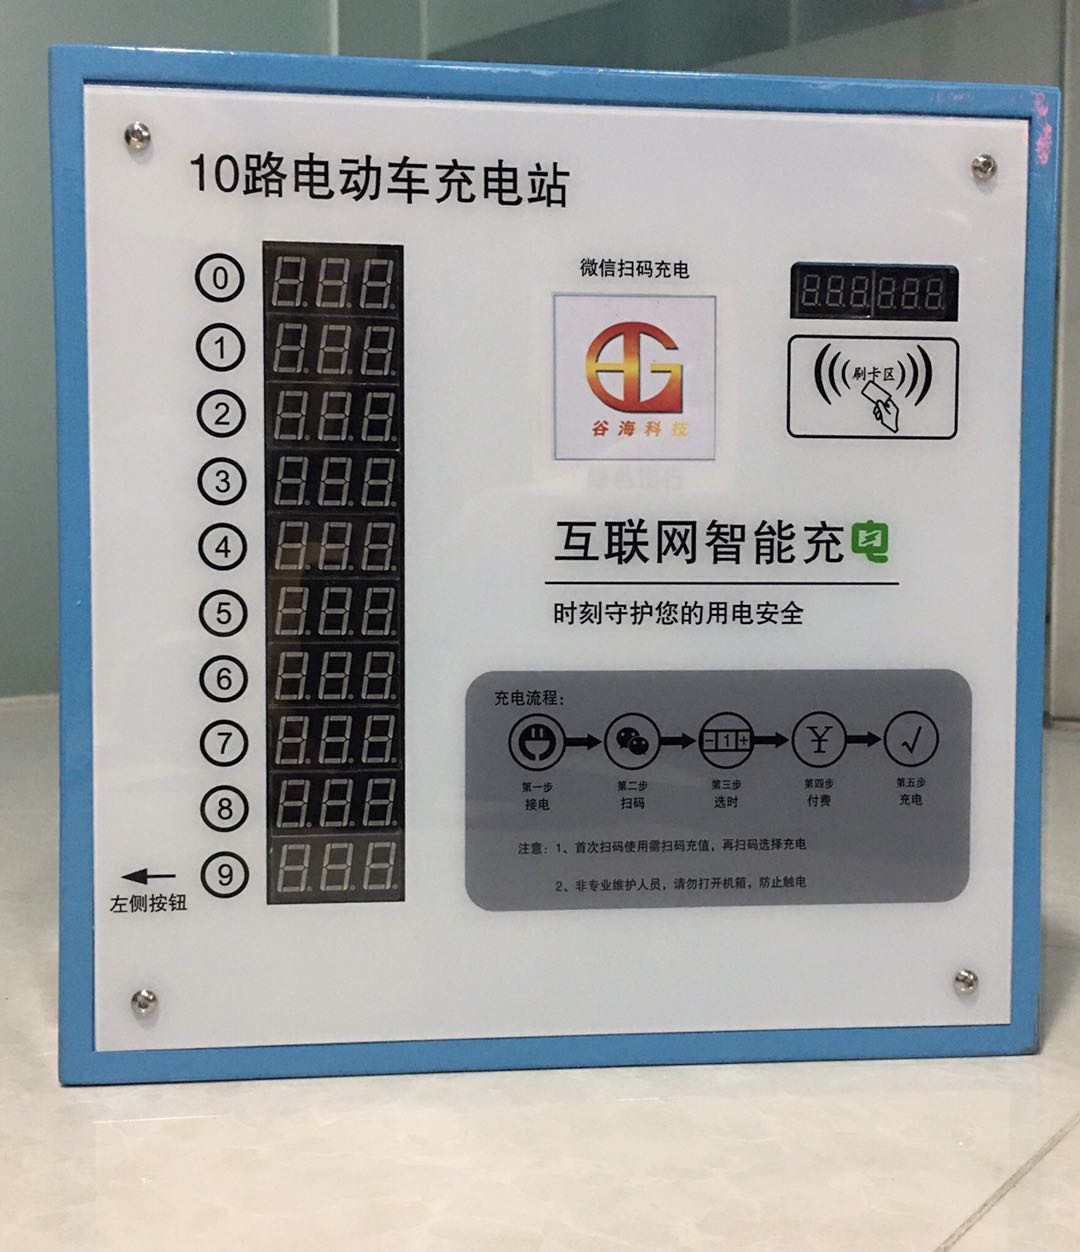 10路电动车充电站
0
1
2
3
4
5
6
7
8
9
左侧按钮
微信扫码充电
谷海科技
刷卡区
互联网智能充电
时刻守护您的用电安全
充电流程：
- 1 +
¥
第一步 第二步 第三步 第四步 第五步
接电 扫码 选时 付费 充电
注意：1、首次扫码使用需扫码充值，再扫码选择充电
2、非专业维护人员，请勿打开机箱，防止触电